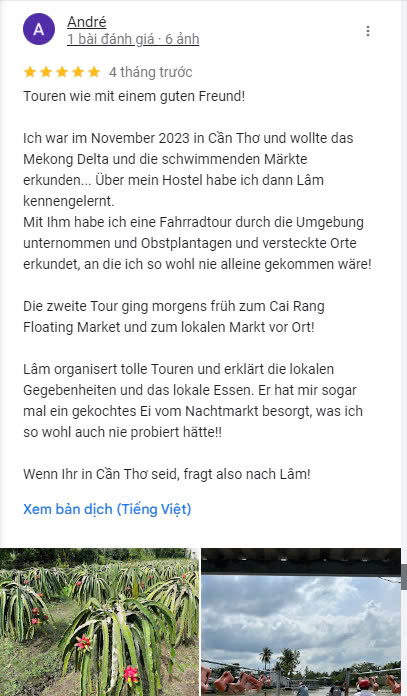 A
André
1 bài đánh giá · 6 ảnh
4 tháng trước
Touren wie mit einem guten Freund!
Ich war im November 2023 in Cần Thơ und wollte das
Mekong Delta und die schwimmenden Märkte
erkunden... Über mein Hostel habe ich dann Lâm
kennengelernt.
Mit Ihm habe ich eine Fahrradtour durch die Umgebung
unternommen und Obstplantagen und versteckte Orte
erkundet, an die ich so wohl nie alleine gekommen wäre!
Die zweite Tour ging morgens früh zum Cai Rang
Floating Market und zum lokalen Markt vor Ort!
Lâm organisert tolle Touren und erklärt die lokalen
Gegebenheiten und das lokale Essen. Er hat mir sogar
mal ein gekochtes Ei vom Nachtmarkt besorgt, was ich
so wohl auch nie probiert hätte!!
Wenn Ihr in Cần Thơ seid, fragt also nach Lâm!
Xem bản dịch (Tiếng Việt)